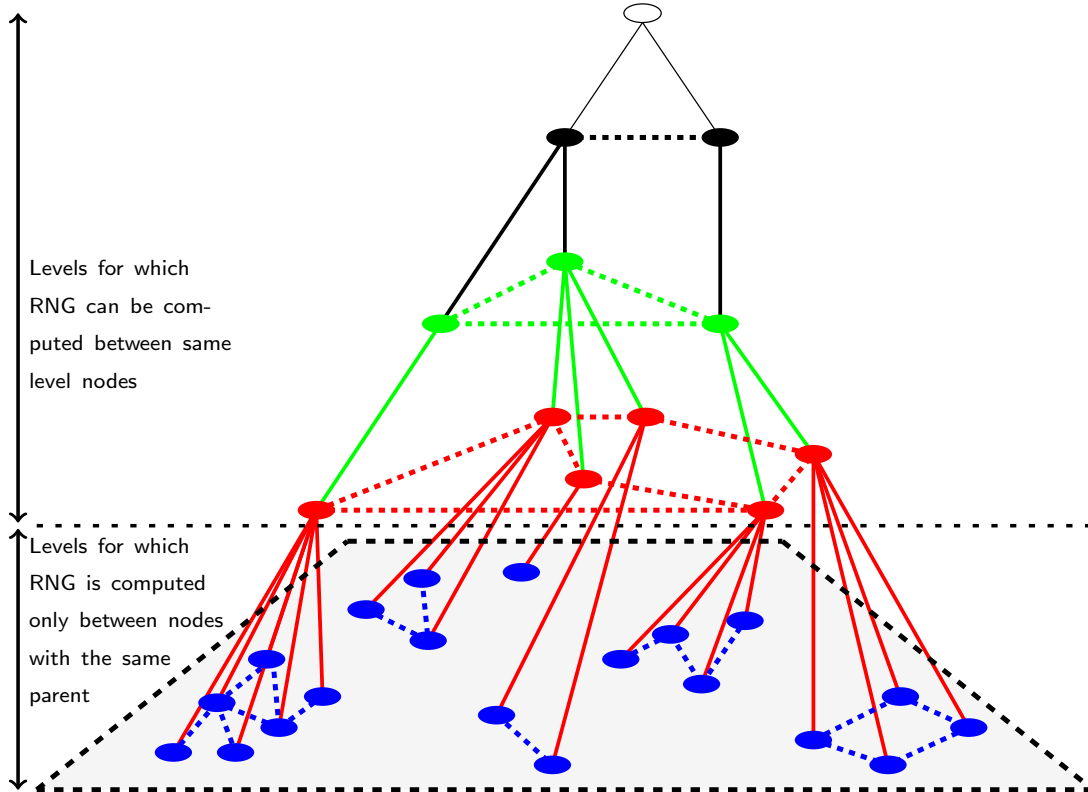 Levels for which
RNG can be com-
puted between same
level nodes
Levels for which
RNG is computed
only between nodes
with the same
parent